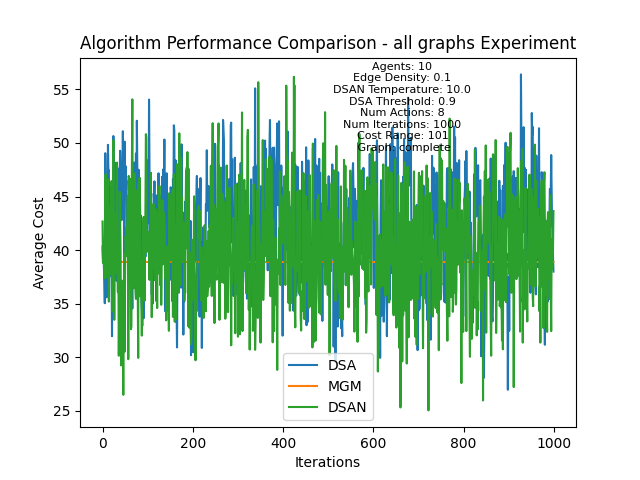 Algorithm Performance Comparison - all graphs Experiment
Agents: 10
Edge Density: 0.1
DSAN Temperature: 10.0
DSA Threshold: 0.9
Num Actions: 8
Num Iterations: 1000
Cost Range: 101
Graph: complete
55
50
45
40
35
30
25
Average Cost
DSA
MGM
DSAN
0
200
400
600
800
1000
Iterations